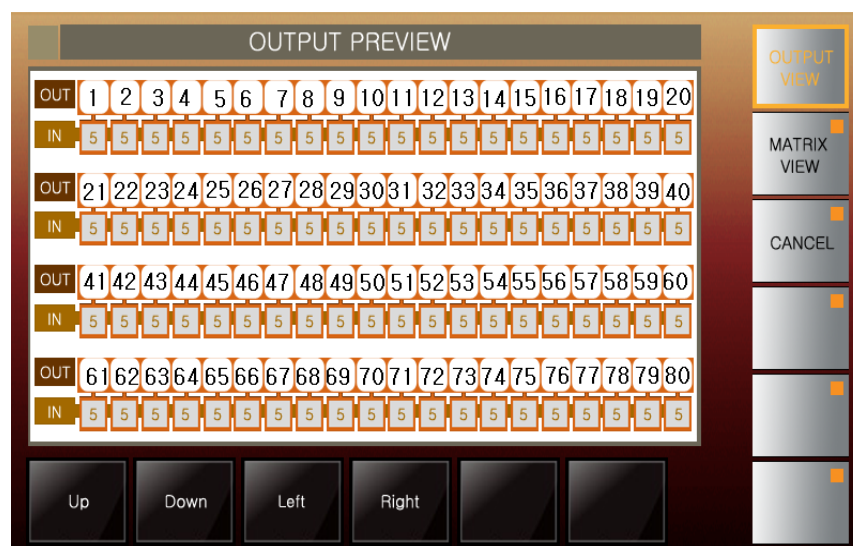 OUTPUT PREVIEW
OUT 1 2 3 4 5 6 7 8 9 10 11 12 13 14 15 16 17 18 19 20
IN 5 5 5 5 5 5 5 5 5 5 5 5 5 5 5 5 5 5 5 5
OUT 21 22 23 24 25 26 27 28 29 30 31 32 33 34 35 36 37 38 39 40
IN 5 5 5 5 5 5 5 5 5 5 5 5 5 5 5 5 5 5 5 5
OUT 41 42 43 44 45 46 47 48 49 50 51 52 53 54 55 56 57 58 59 60
IN 5 5 5 5 5 5 5 5 5 5 5 5 5 5 5 5 5 5 5 5
OUT 61 62 63 64 65 66 67 68 69 70 71 72 73 74 75 76 77 78 79 80
IN 5 5 5 5 5 5 5 5 5 5 5 5 5 5 5 5 5 5 5 5
Up Down Left Right
OUTPUT
VIEW
MATRIX
VIEW
CANCEL